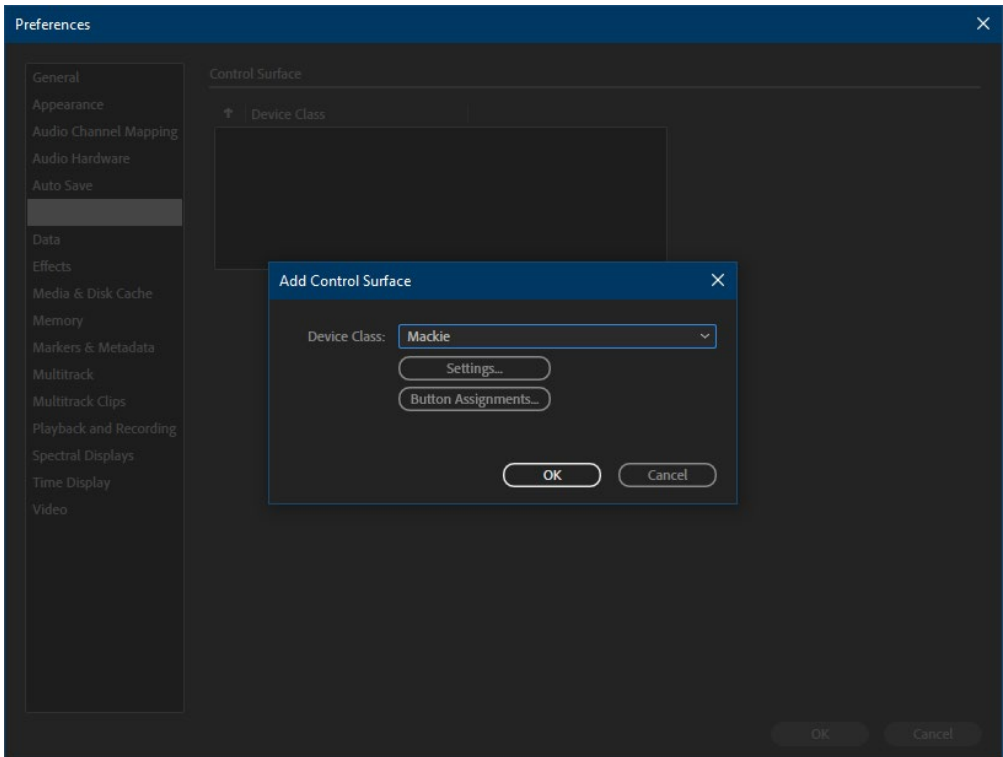 Preferences
General
Appearance
Audio Channel Mapping
Audio Hardware
Auto Save
Data
Effects
Media & Disk Cache
Memory
Markers & Metadata
Multitrack
Multitrack Clips
Playback and Recording
Spectral Displays
Time Display
Video
Control Surface
Device Class
Add Control Surface
Device Class: Mackie
Settings...
Button Assignments...
OK Cancel
OK Cancel